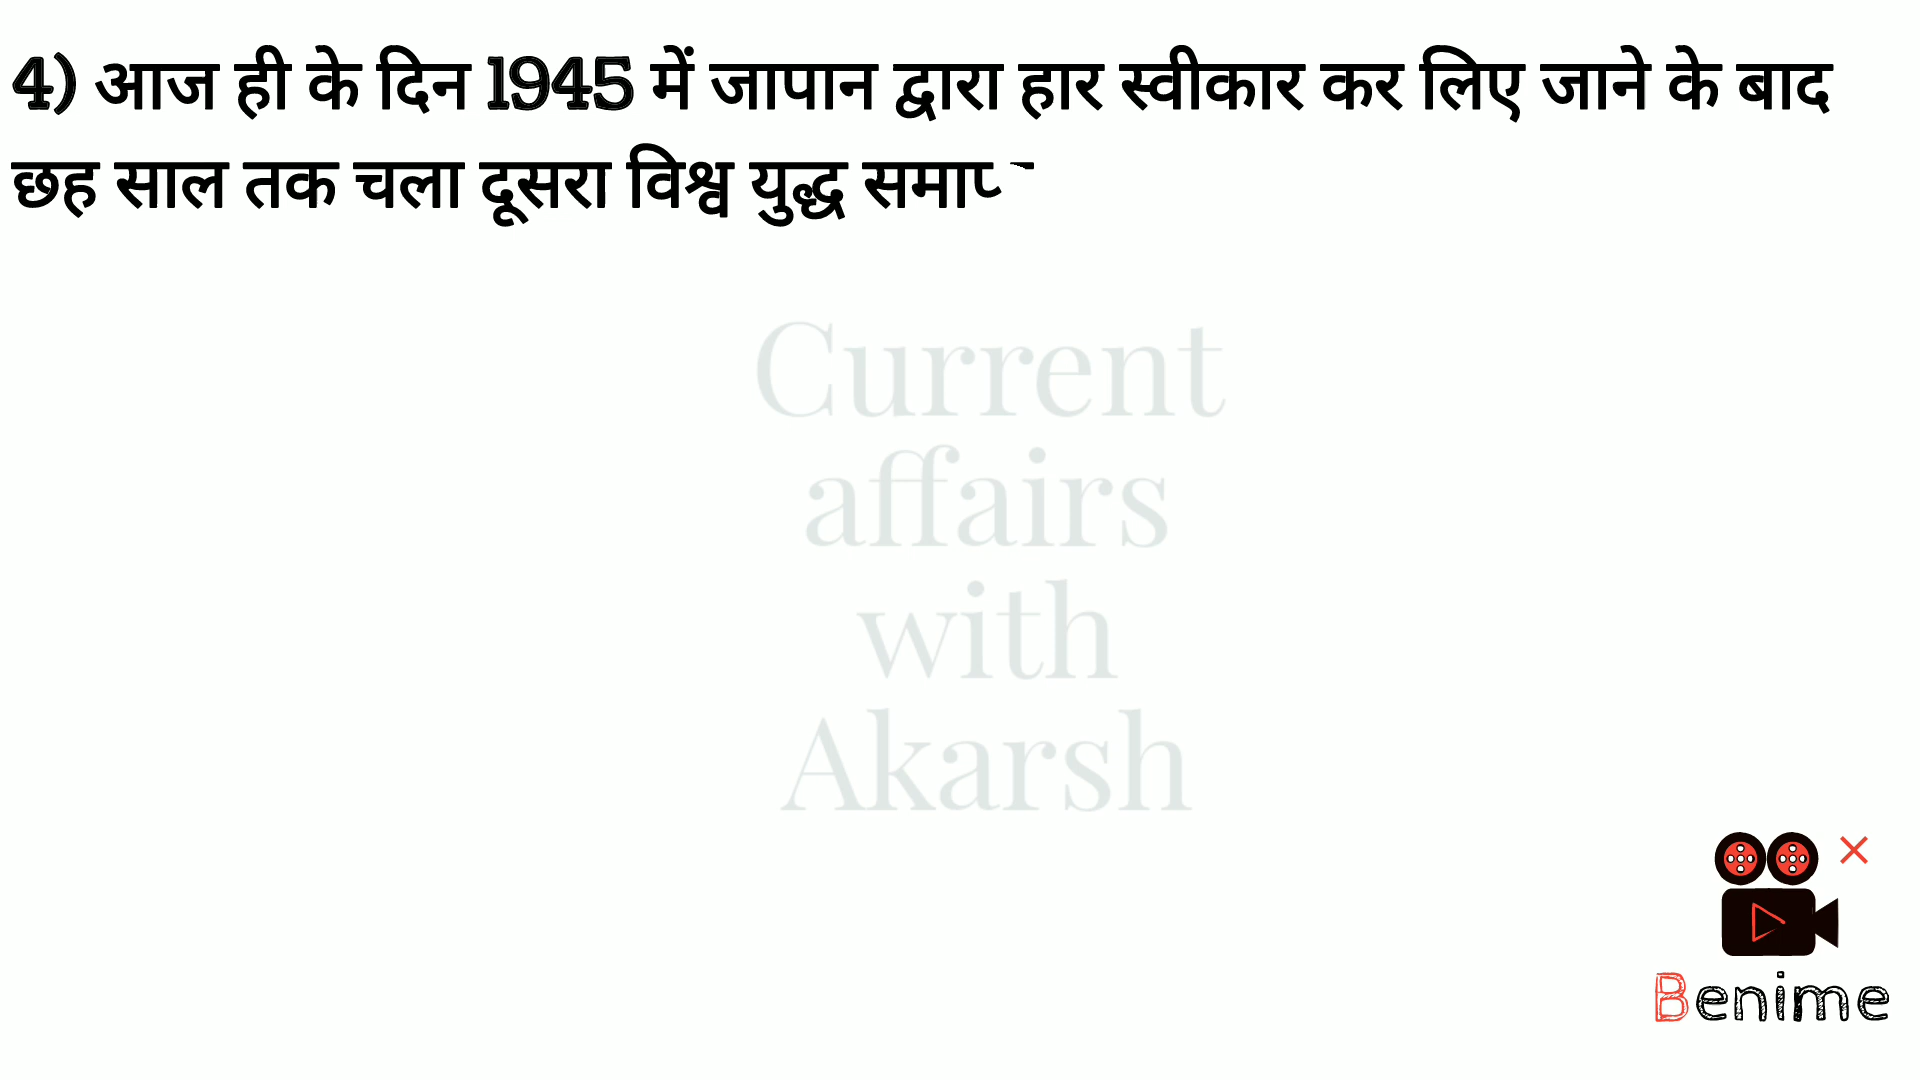 4) आज ही के दिन 1945 में जापान द्वारा हार स्वीकार कर लिए जाने के बाद
छह साल तक चला दूसरा विश्व युद्ध
Current
affairs
with
Akarsh
Benime